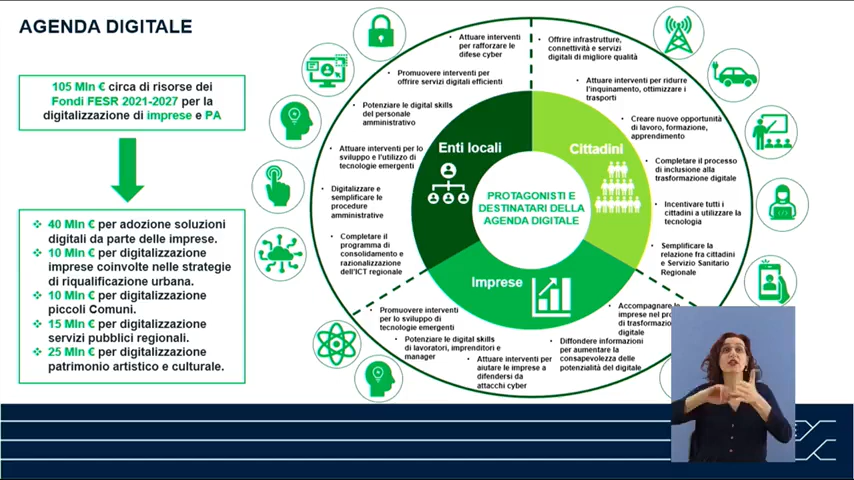 AGENDA DIGITALE
105 Mln € circa di risorse dei
Fondi FESR 2021-2027 per la
digitalizzazione di imprese e PA
❖ 40 Mln € per adozione soluzioni
digitali da parte delle imprese.
❖ 10 Mln € per digitalizzazione
imprese coinvolte nelle strategie
di riqualificazione urbana.
❖ 10 Mln € per digitalizzazione
piccoli Comuni.
❖ 15 Mln € per digitalizzazione
servizi pubblici regionali.
❖ 25 Mln € per digitalizzazione
patrimonio artistico e culturale.
• Attuare interventi
per rafforzare le
difese cyber
• Promuovere interventi per
offrire servizi digitali efficienti
• Potenziare le digital skills
del personale
amministrativo
• Attuare interventi per lo
sviluppo e l'utilizzo di
tecnologie emergenti
• Digitalizzare e
semplificare le
procedure
amministrative
• Completare il
programma di
consolidamento e
razionalizzazione
dell'ICT regionale
Enti locali
• Offrire infrastrutture,
connettività e servizi
digitali di migliore qualità
• Attuare interventi per ridurre
l'inquinamento, ottimizzare i
trasporti
• Creare nuove opportunità
di lavoro, formazione,
apprendimento
• Completare il processo
di inclusione alla
trasformazione digitale
• Incentivare tutti i
cittadini a utilizzare la
tecnologia
• Semplificare la
relazione fra cittadini
e Servizio Sanitario
Regionale
Cittadini
PROTAGONISTI E
DESTINATARI DELLA
AGENDA DIGITALE
Imprese
• Promuovere interventi
per lo sviluppo di
tecnologie emergenti
• Potenziare le digital skills
di lavoratori, imprenditori e
manager
• Attuare interventi per
aiutare le imprese a
difendersi da
attacchi cyber
• Diffondere informazioni
per aumentare la
consapevolezza delle
potenzialità del digitale
• Accompagnare le
imprese nel
di trasformazione
digitale